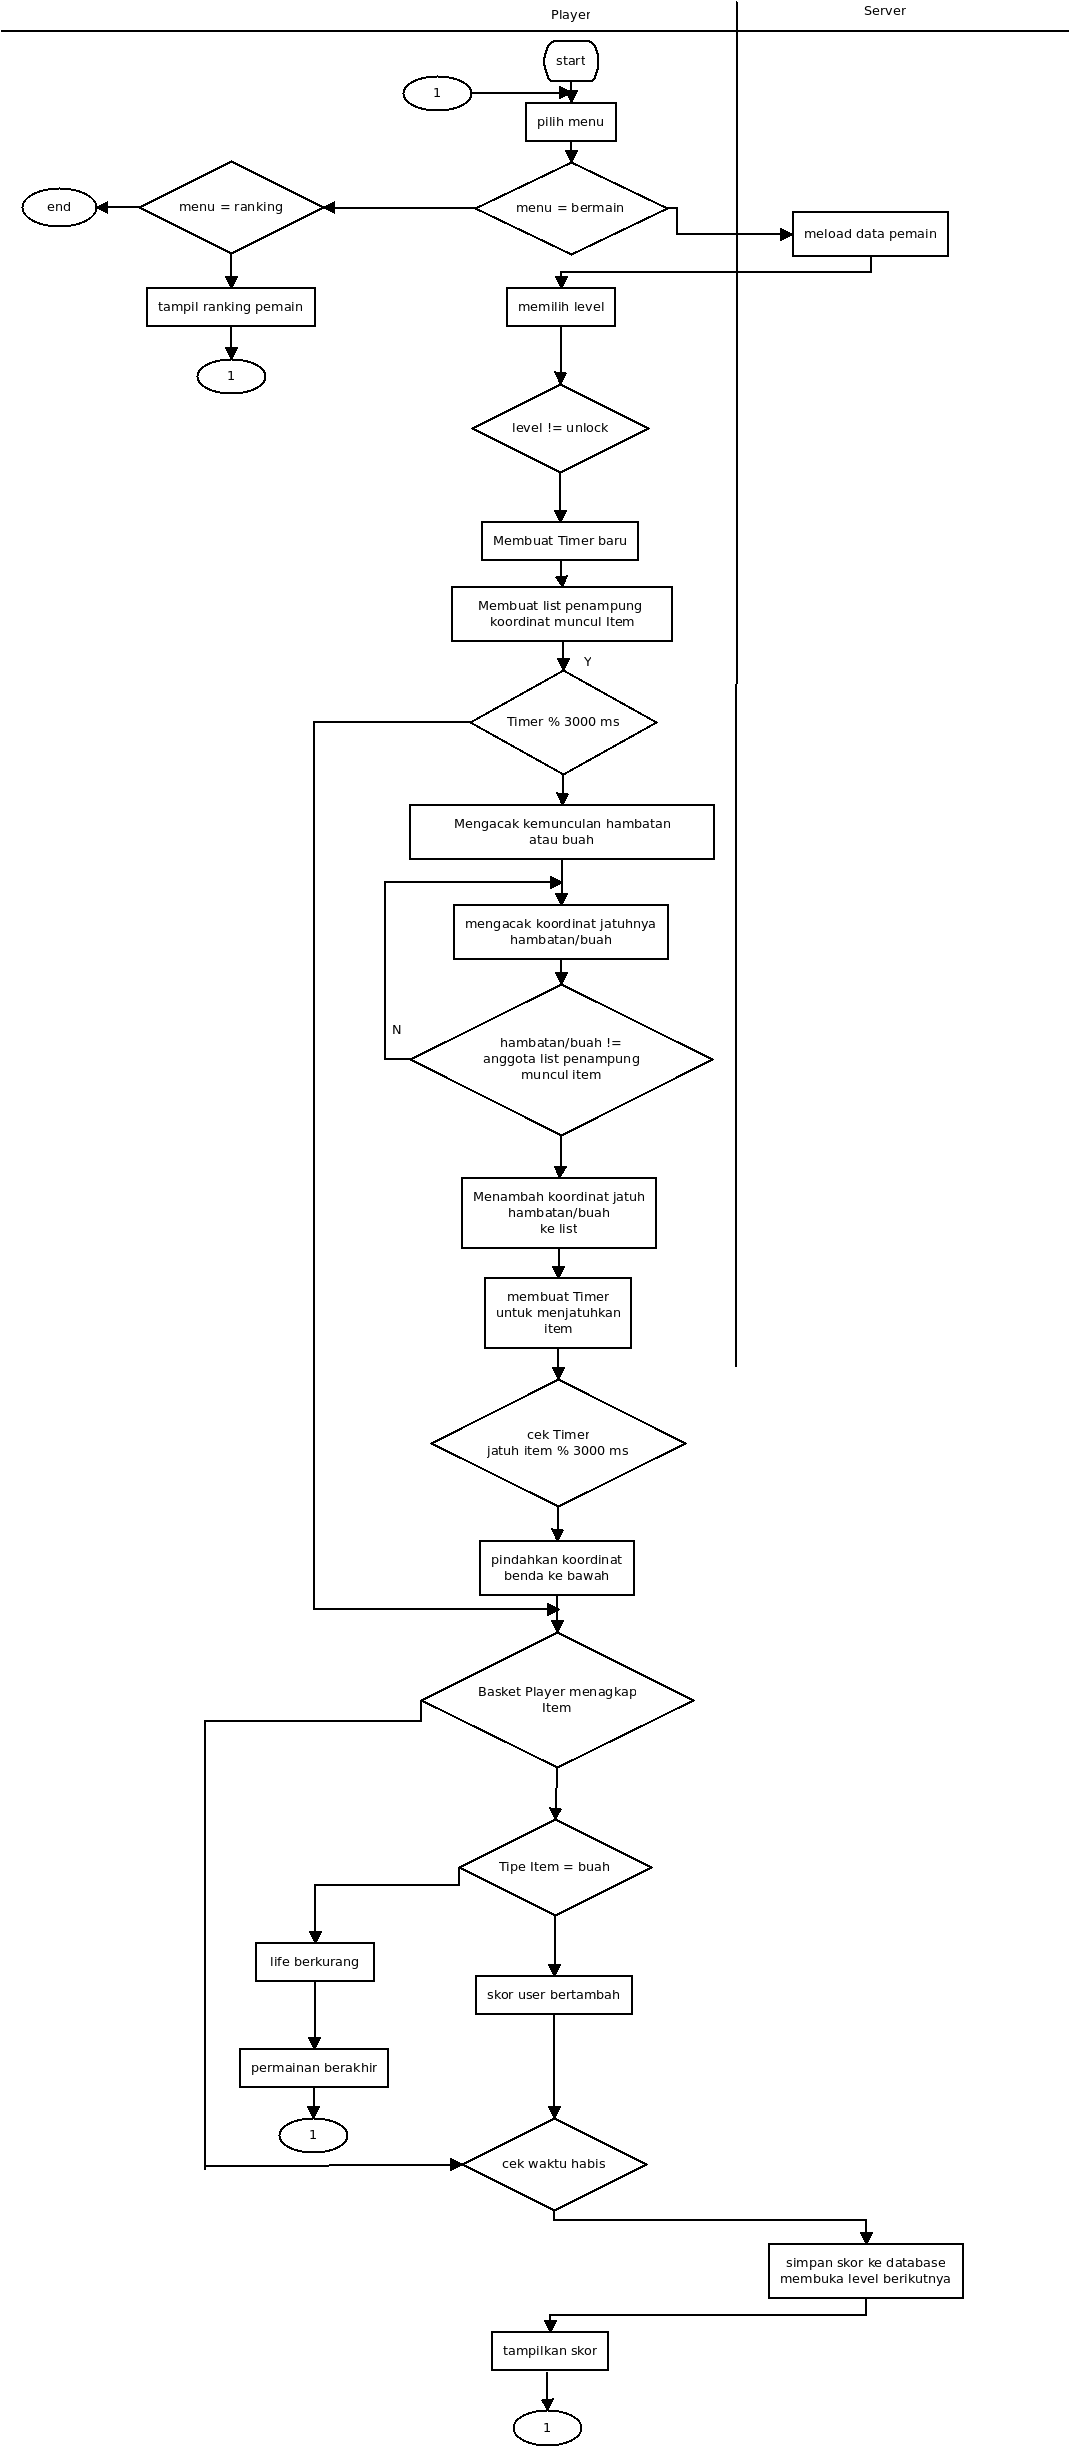 Player
Server
start
1
pilih menu
menu = ranking
menu = bermain
end
meload data pemain
tampil ranking pemain
memilih level
1
level != unlock
Membuat Timer baru
Membuat list penampung
koordinat muncul Item
Y
Timer % 3000 ms
Mengacak kemunculan hambatan
atau buah
mengacak koordinat jatuhnya
hambatan/buah
N
hambatan/buah !=
anggota list penampung
muncul item
Menambah koordinat jatuh
hambatan/buah
ke list
membuat Timer
untuk menjatuhkan
item
cek Timer
jatuh item % 3000 ms
pindahkan koordinat
benda ke bawah
Basket Player menagkap
Item
Tipe Item = buah
life berkurang
skor user bertambah
permainan berakhir
1
cek waktu habis
simpan skor ke database
membuka level berikutnya
tampilkan skor
1